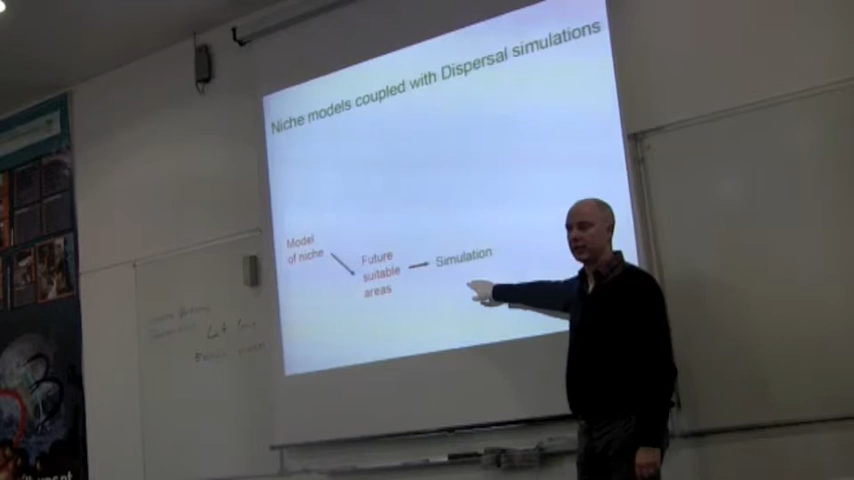 Niche models coupled with Dispersal simulations
Model
of niche
Future
suitable
areas
Simulation